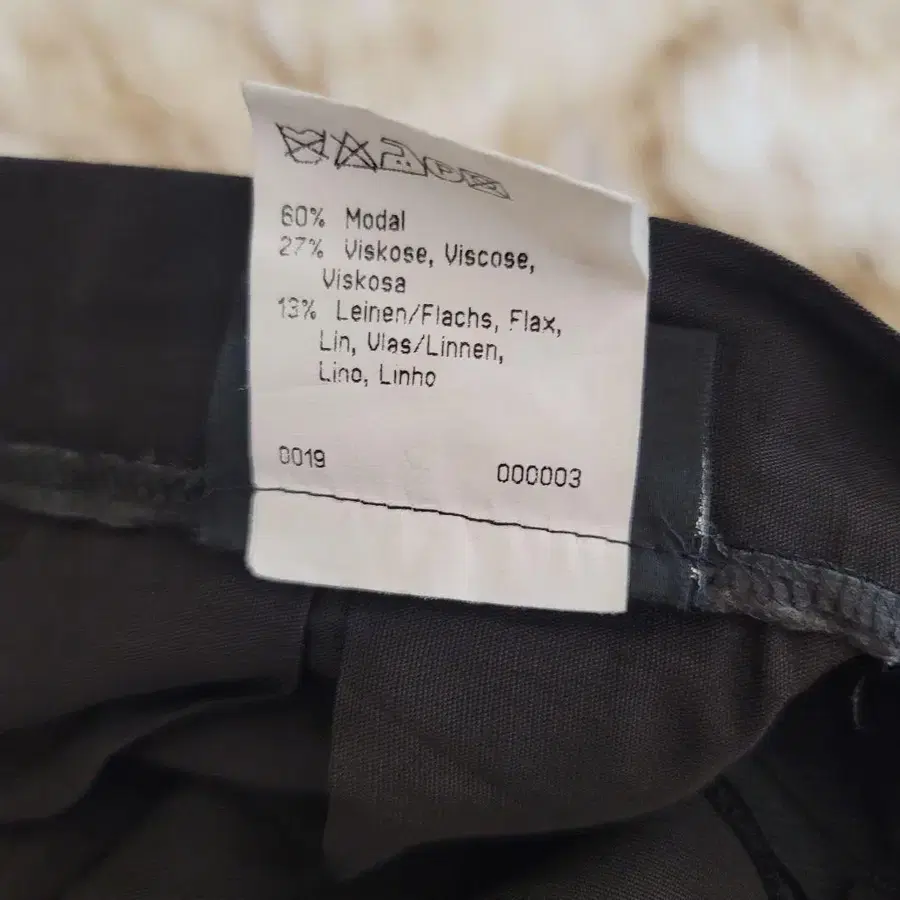 60% Modal
27% Viskose, Viscose,
Viskosa
13% Leinen/Flachs, Flax,
Lin, Vlas/Linnen,
Lino, Linho
0019
000003